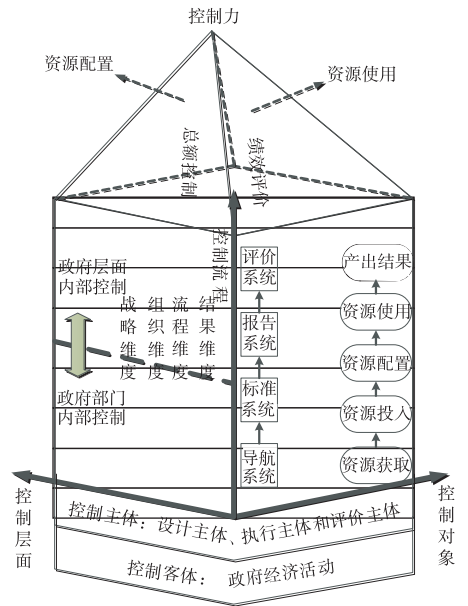 控制力
资源配置
资源使用
总额控制
绩效评价
控制流程
政府层面
内部控制
战略维度
组织维度
流程维度
结果维度
政府部门
内部控制
评价
系统
报告
系统
标准
系统
导航
系统
产出结果
资源使用
资源配置
资源投入
资源获取
控制层面
控制对象
控制主体：设计主体、执行主体和评价主体
控制客体：政府经济活动